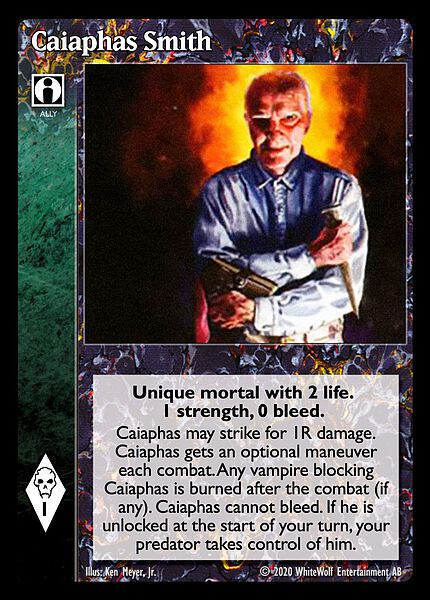 Caiaphas Smith
ALLY
Unique mortal with 2 life.
1 strength, 0 bleed.
Caiaphas may strike for 1R damage.
Caiaphas gets an optional maneuver
each combat. Any vampire blocking
Caiaphas is burned after the combat (if
any). Caiaphas cannot bleed. If he is
unlocked at the start of your turn, your
predator takes control of him.
1
Illus: Ken Meyer, Jr.
© 2020 WhiteWolf Entertainment AB